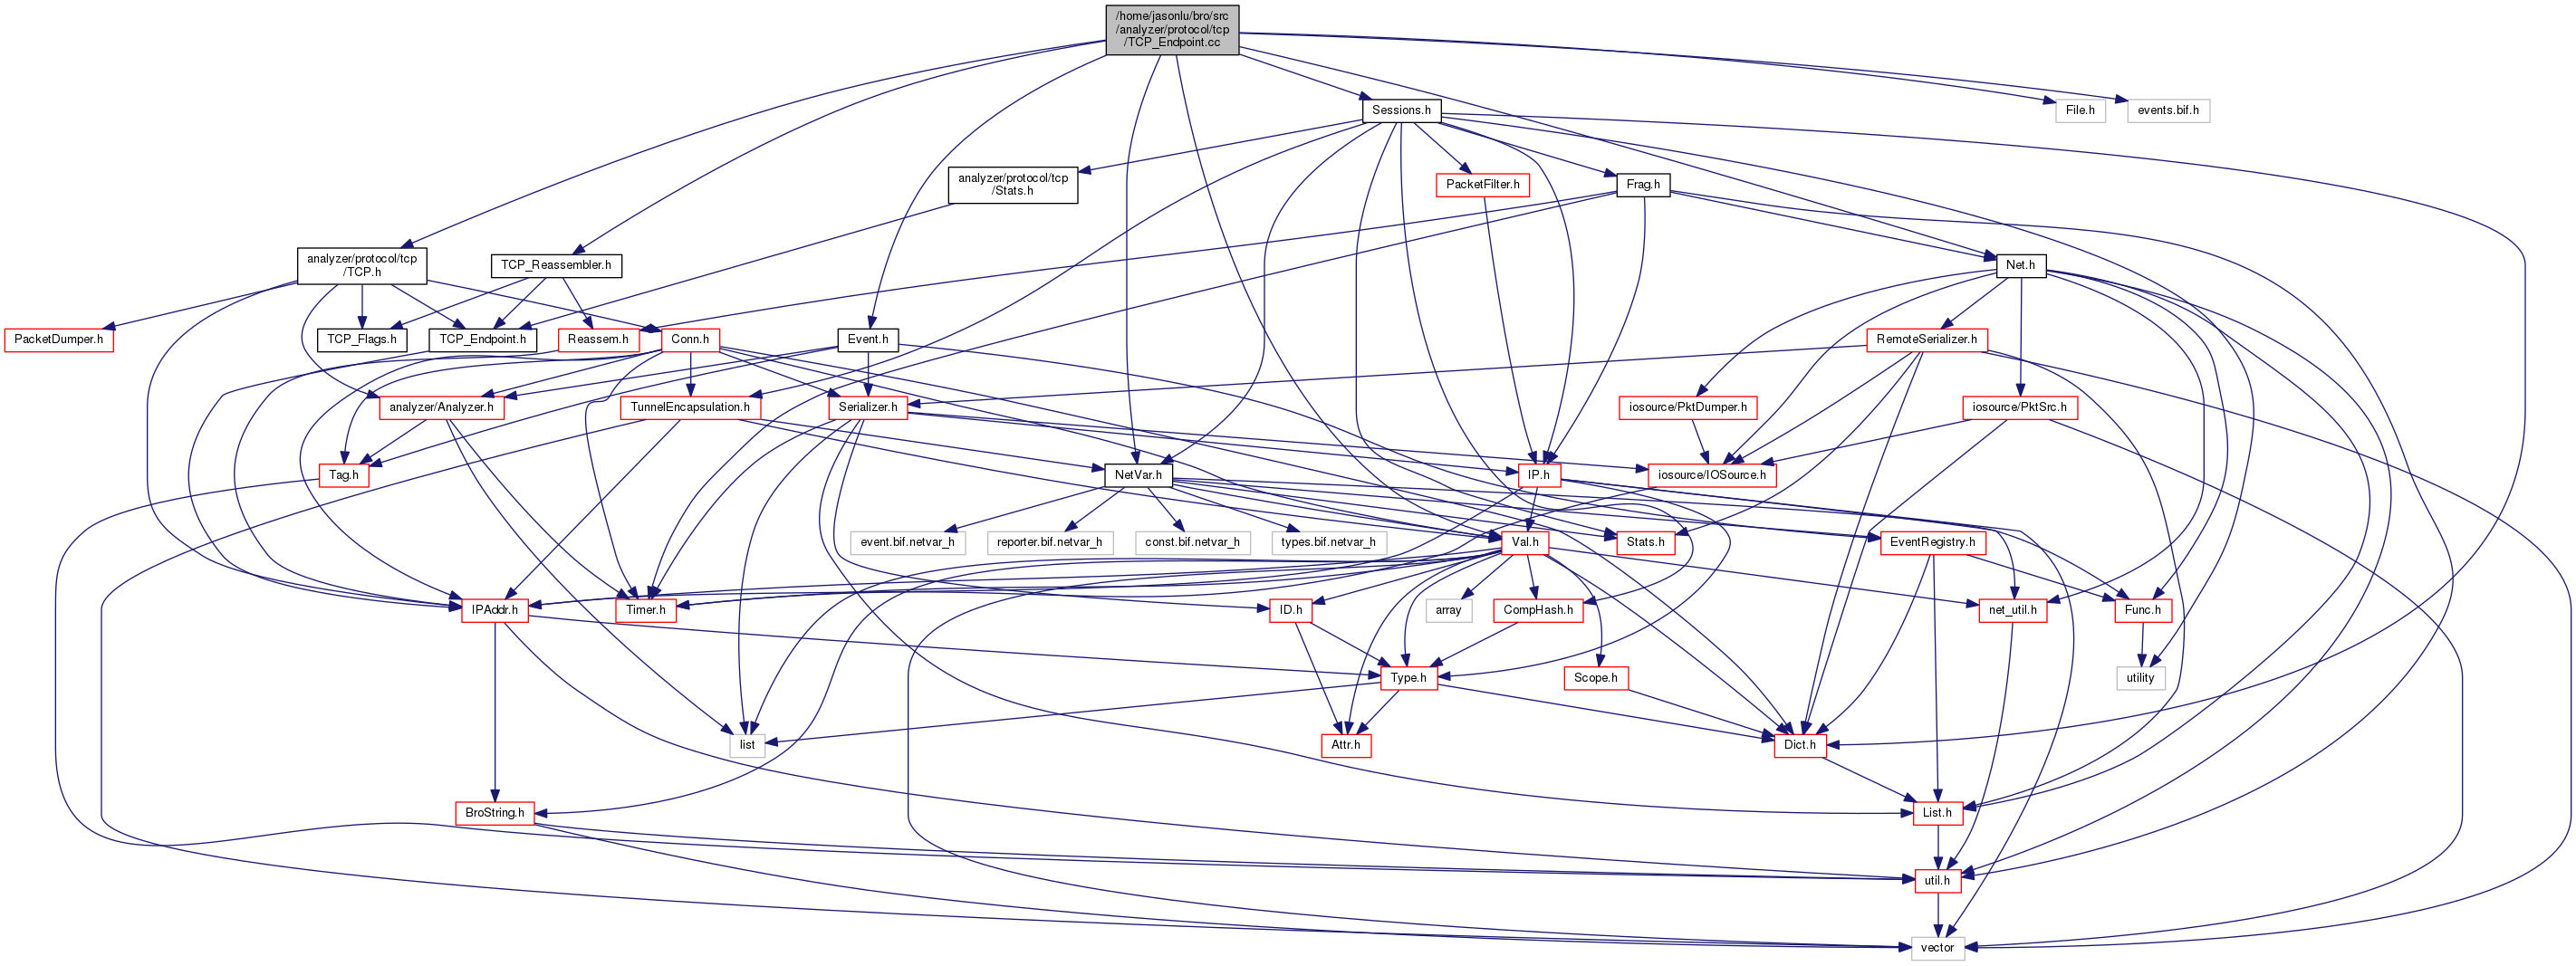 /home/jasonlu/bro/src
/analyzer/protocol/tcp
/TCP_Endpoint.cc
Sessions.h
File.h
events.bif.h
analyzer/protocol/tcp
/Stats.h
PacketFilter.h
Frag.h
analyzer/protocol/tcp
/TCP.h
TCP_Reassembler.h
Net.h
PacketDumper.h
TCP_Flags.h
TCP_Endpoint.h
Reassem.h
Conn.h
Event.h
RemoteSerializer.h
analyzer/Analyzer.h
TunnelEncapsulation.h
Serializer.h
iosource/PktDumper.h
iosource/PktSrc.h
Tag.h
NetVar.h
IP.h
iosource/IOSource.h
event.bif.netvar_h
reporter.bif.netvar_h
const.bif.netvar_h
types.bif.netvar_h
Val.h
Stats.h
EventRegistry.h
IPAddr.h
Timer.h
ID.h
array
CompHash.h
net_util.h
Func.h
Type.h
Scope.h
utility
list
Attr.h
Dict.h
BroString.h
List.h
util.h
vector